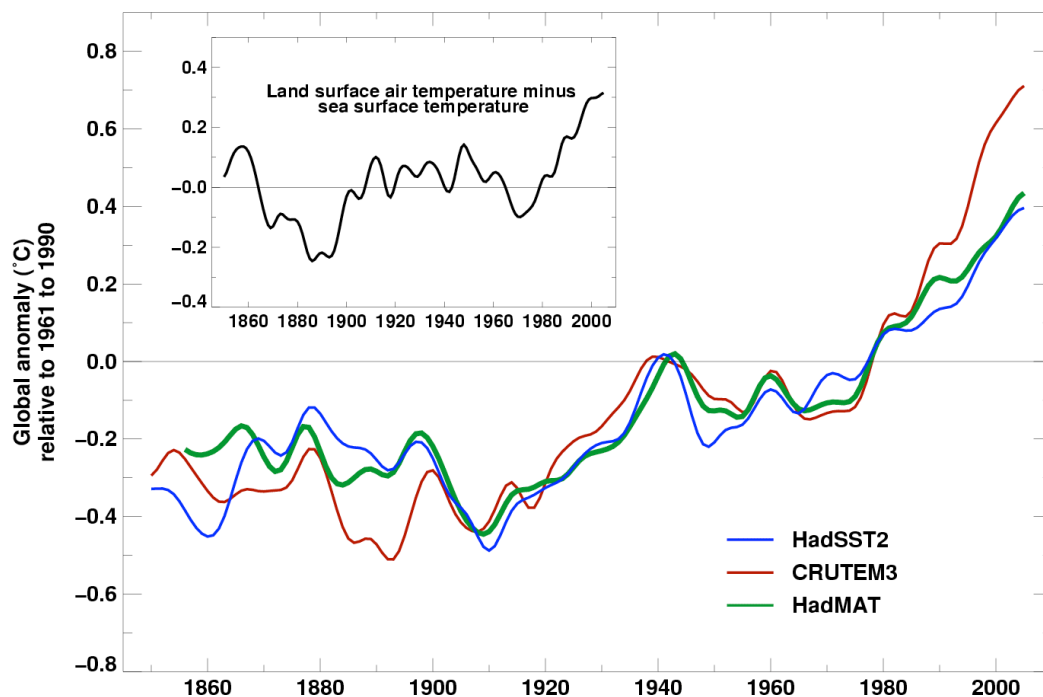 Global anomaly (˚C)
relative to 1961 to 1990
0.8
0.6
0.4
0.2
0.0
−0.2
−0.4
−0.6
−0.8
1860 1880 1900 1920 1940 1960 1980 2000
Land surface air temperature minus
sea surface temperature
0.4
0.2
−0.0
−0.2
−0.4
1860 1880 1900 1920 1940 1960 1980 2000
HadSST2
CRUTEM3
HadMAT